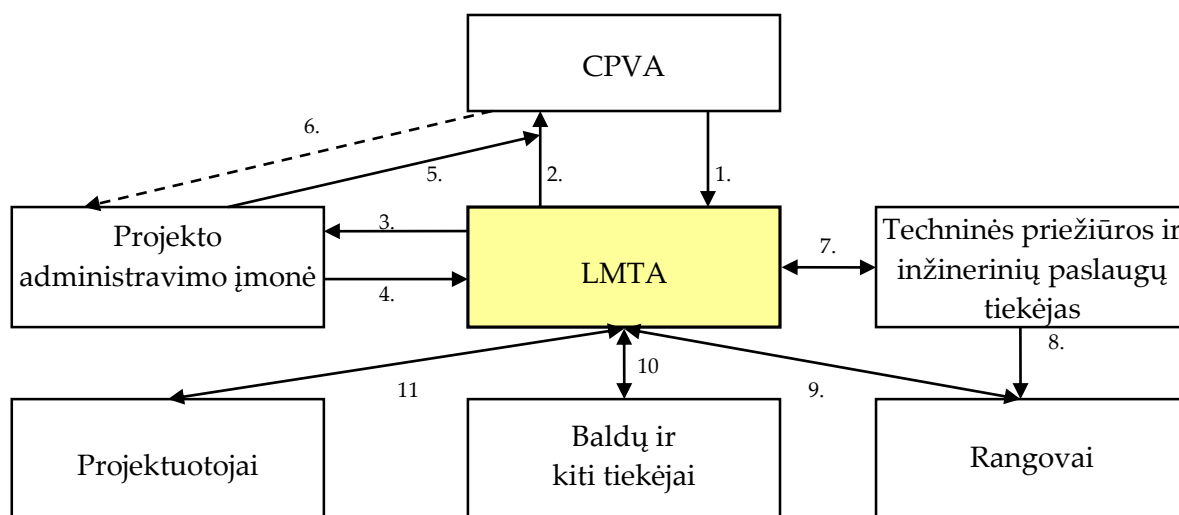 CPVA
6.
5.
2.
1.
Projekto
administravimo įmonė
3.
4.
LMTA
7.
Techninės priežiūros ir
inžinerinių paslaugų
tiekėjas
8.
11
10
9.
Projektuotojai
Baldų ir
kiti tiekėjai
Rangovai